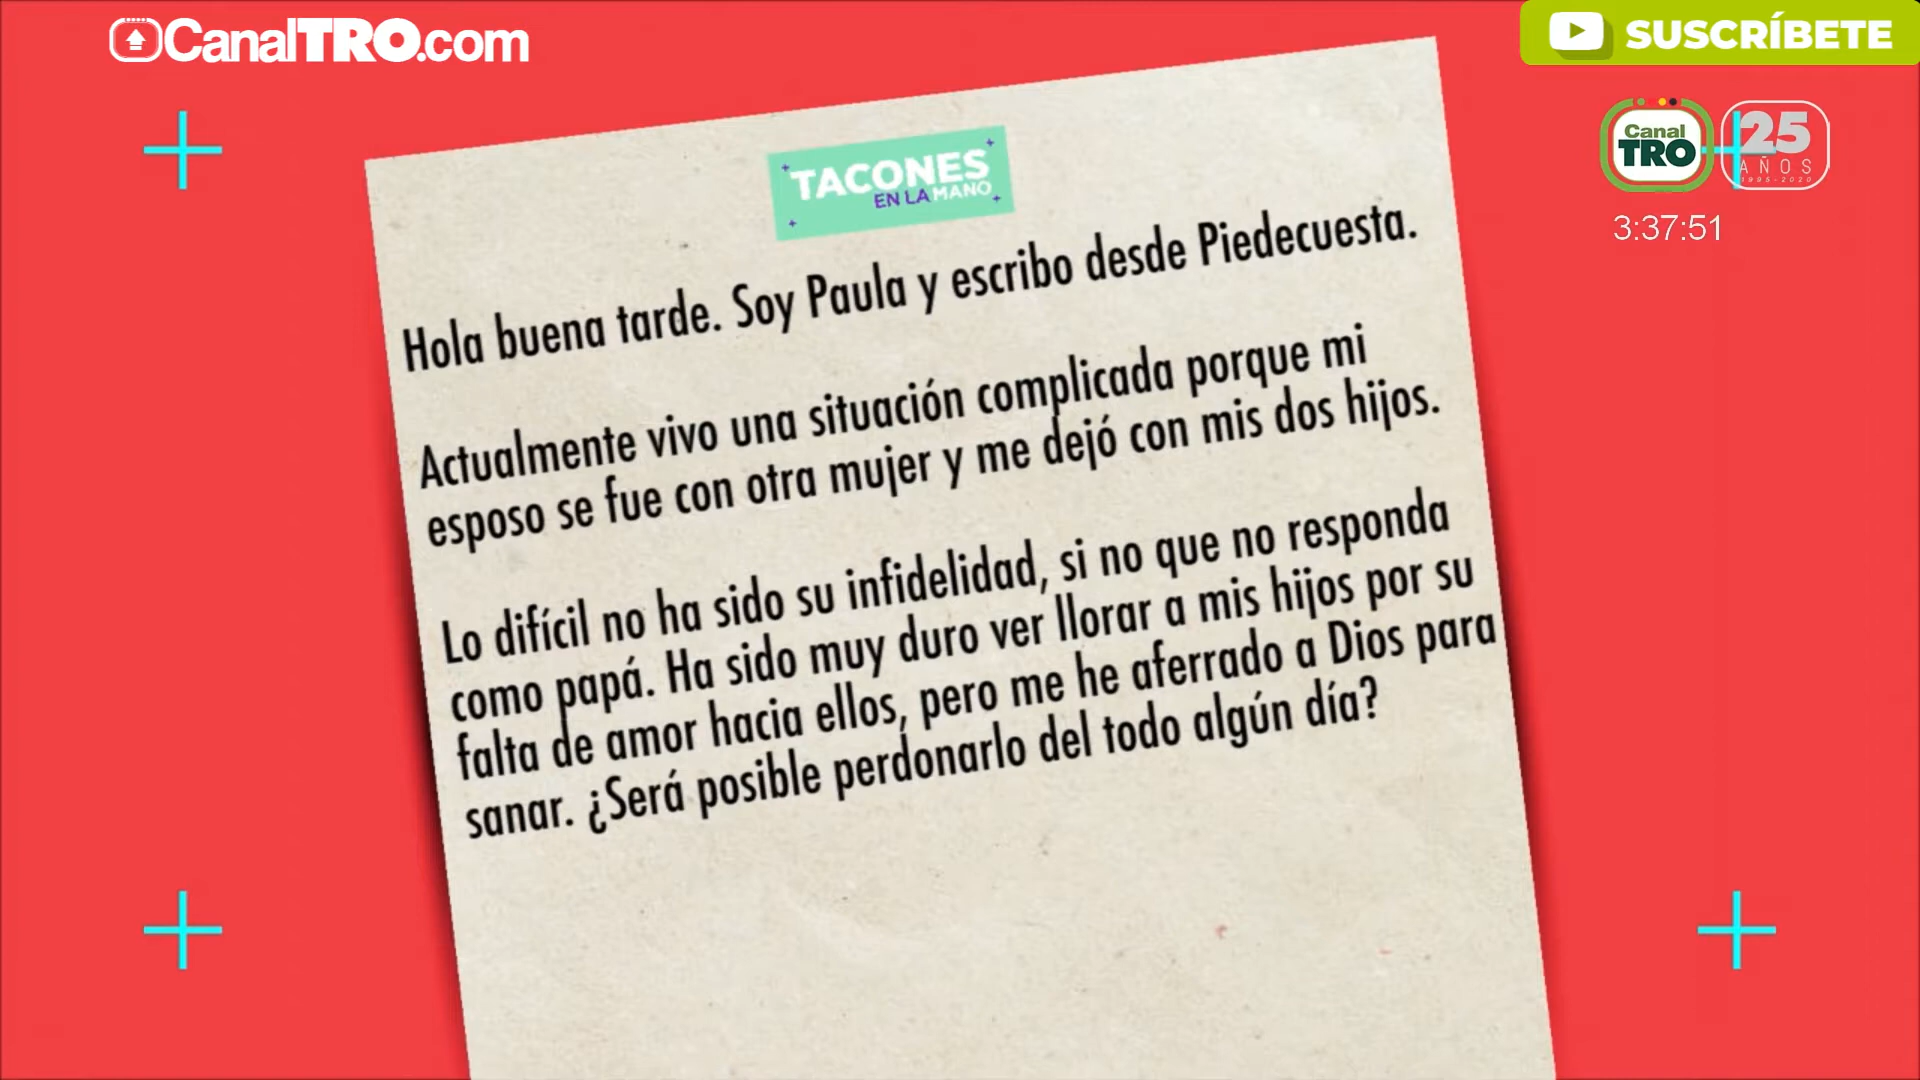 CanalTRO.com
SUSCRÍBETE
Canal
TRO
25
AÑOS
1995-2020
3:37:51
TACONES
EN LA MANO
Hola buena tarde. Soy Paula y escribo desde Piedecuesta.
Actualmente vivo una situación complicada porque mi
esposo se fue con otra mujer y me dejó con mis dos hijos.
Lo difícil no ha sido su infidelidad, si no que no responda
como papá. Ha sido muy duro ver llorar a mis hijos por su
falta de amor hacia ellos, pero me he aferrado a Dios para
sanar. ¿Será posible perdonarlo del todo algún día?